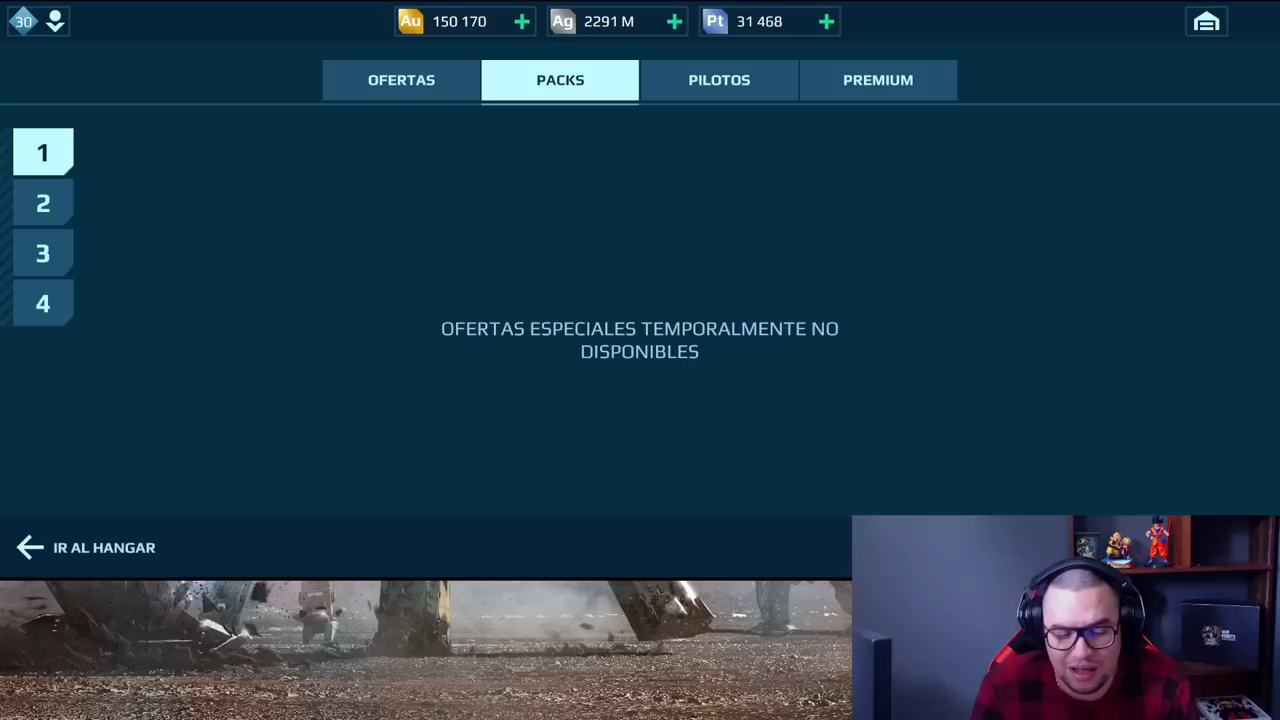 30
Au 150 170 +
Ag 2291 M +
Pt 31 468 +
OFERTAS
PACKS
PILOTOS
PREMIUM
1
2
3
4
OFERTAS ESPECIALES TEMPORALMENTE NO
DISPONIBLES
IR AL HANGAR